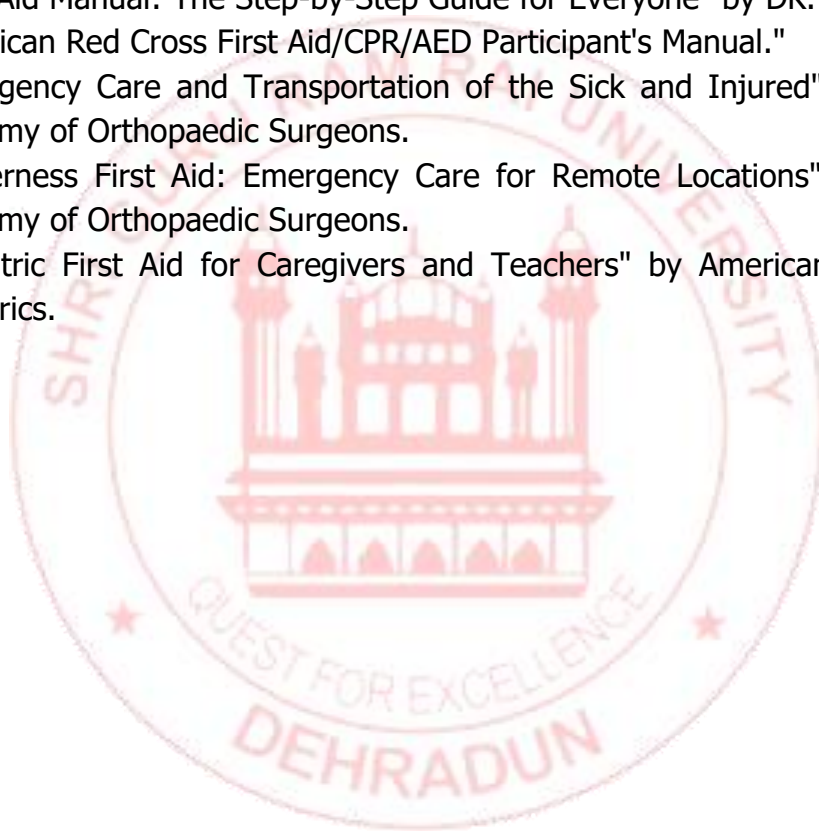 Aid Manual: The Step-by-Step Guide for Everyone" by DK.
ican Red Cross First Aid/CPR/AED Participant's Manual."
gency Care and Transportation of the Sick and Injured"
my of Orthopaedic Surgeons.
erness First Aid: Emergency Care for Remote Locations"
my of Orthopaedic Surgeons.
tric First Aid for Caregivers and Teachers" by American
rics.
SHRI GURU RAM RAI UNIVERSITY
QUEST FOR EXCELLENCE
DEHRADUN